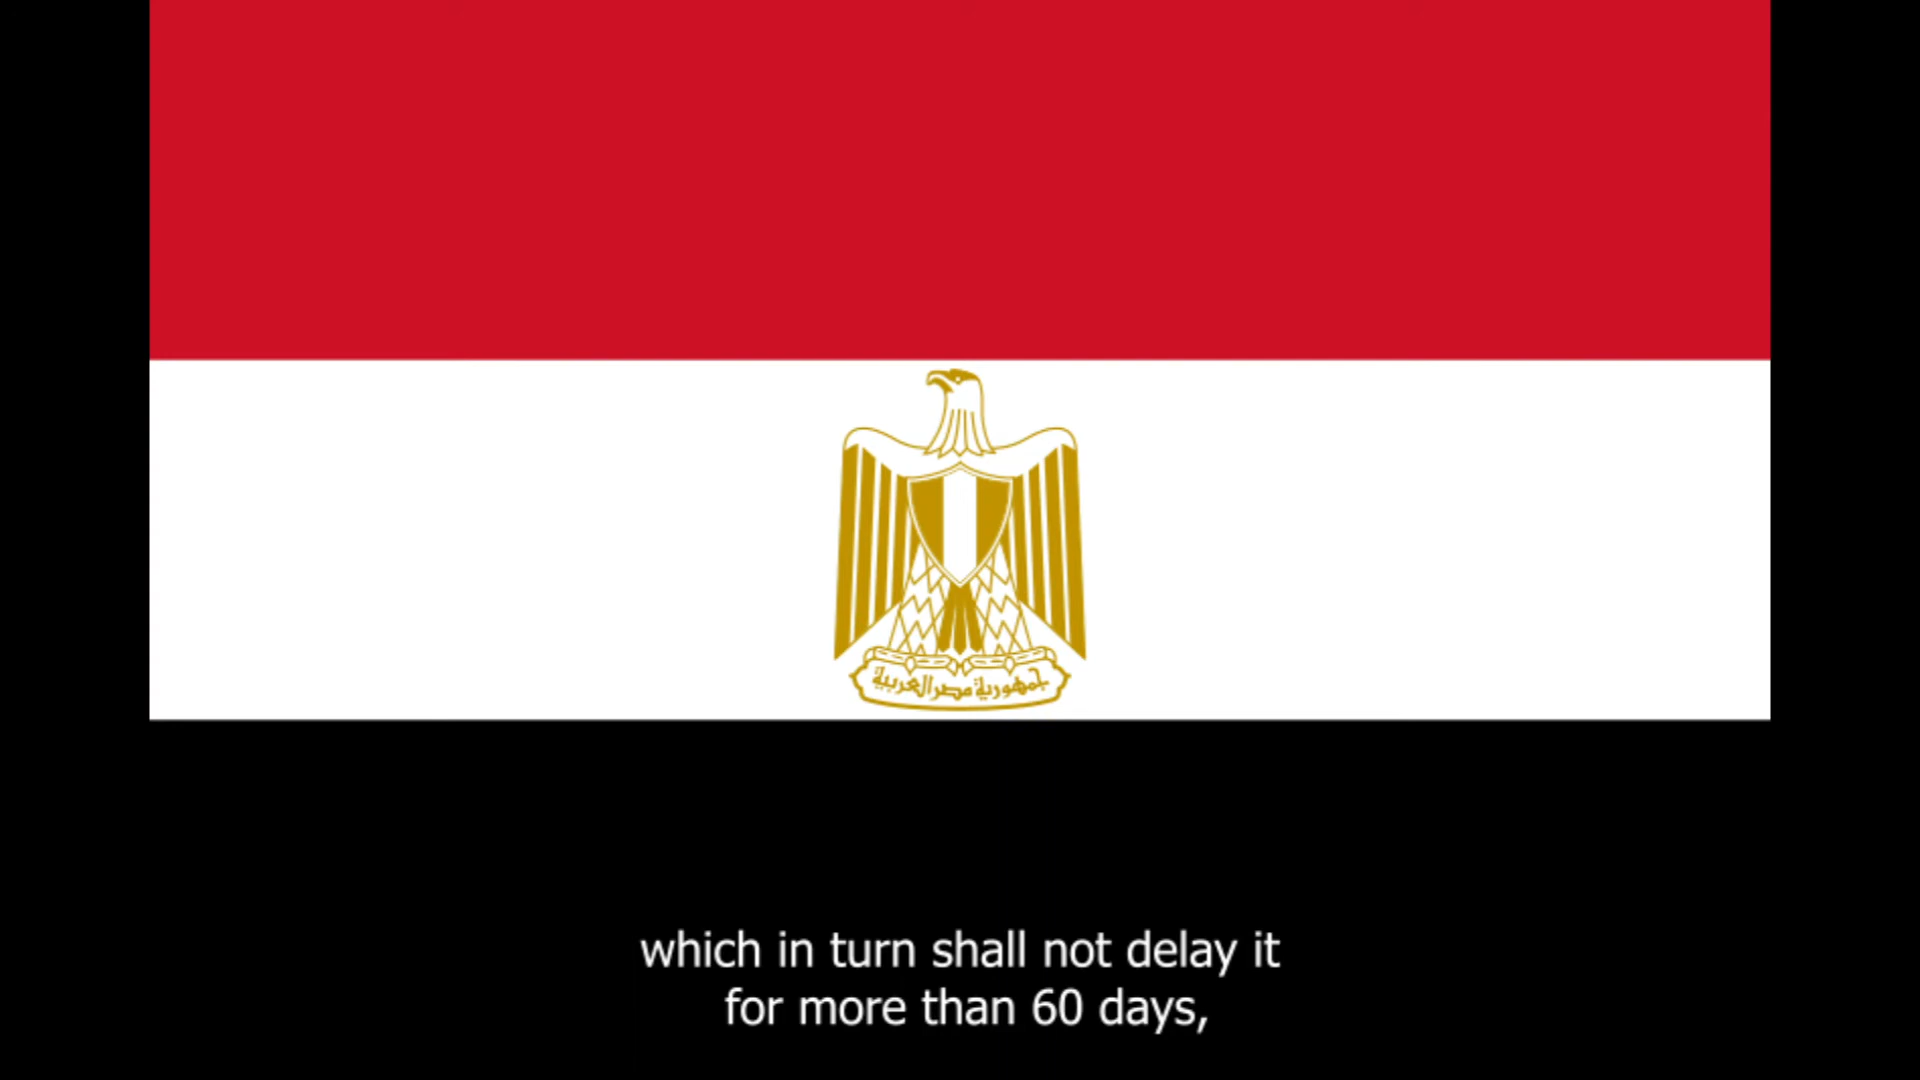 جمهورية مصر العربية
which in turn shall not delay it
for more than 60 days,